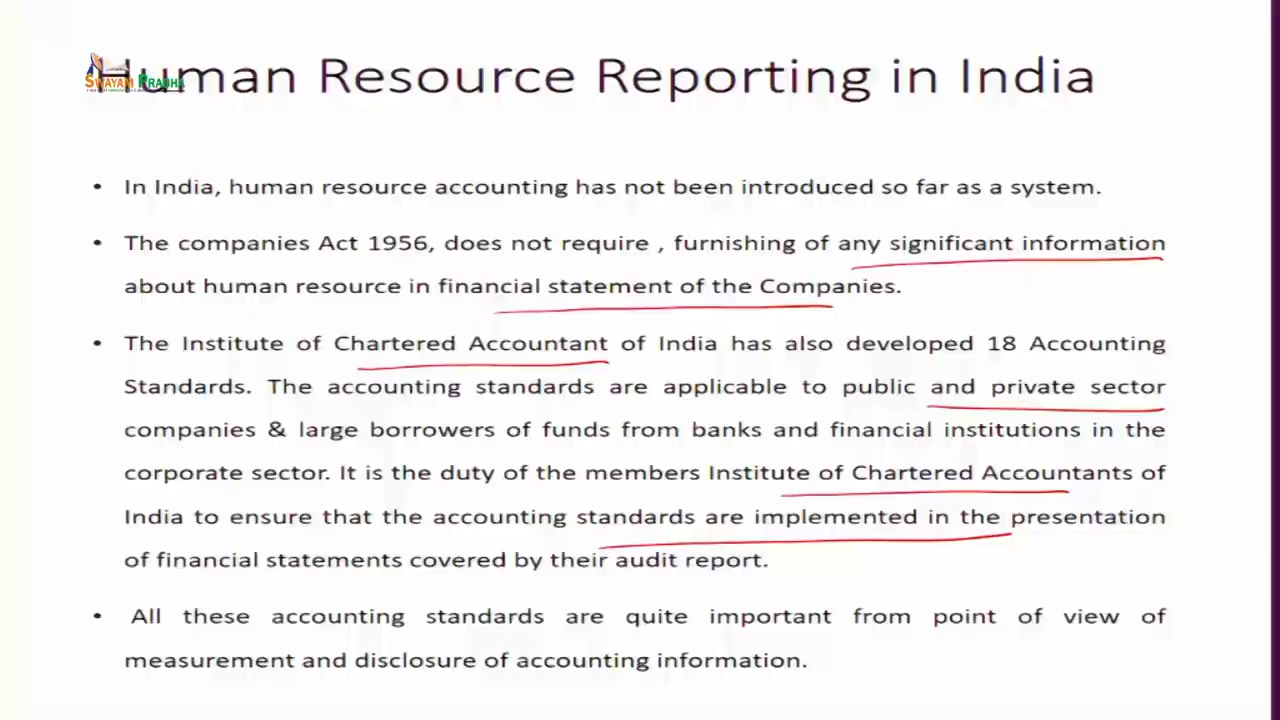 Human Resource Reporting in India
SWAYAM PRABHA
• In India, human resource accounting has not been introduced so far as a system.
• The companies Act 1956, does not require , furnishing of any significant information
about human resource in financial statement of the Companies.
• The Institute of Chartered Accountant of India has also developed 18 Accounting
Standards. The accounting standards are applicable to public and private sector
companies & large borrowers of funds from banks and financial institutions in the
corporate sector. It is the duty of the members Institute of Chartered Accountants of
India to ensure that the accounting standards are implemented in the presentation
of financial statements covered by their audit report.
• All these accounting standards are quite important from point of view of
measurement and disclosure of accounting information.